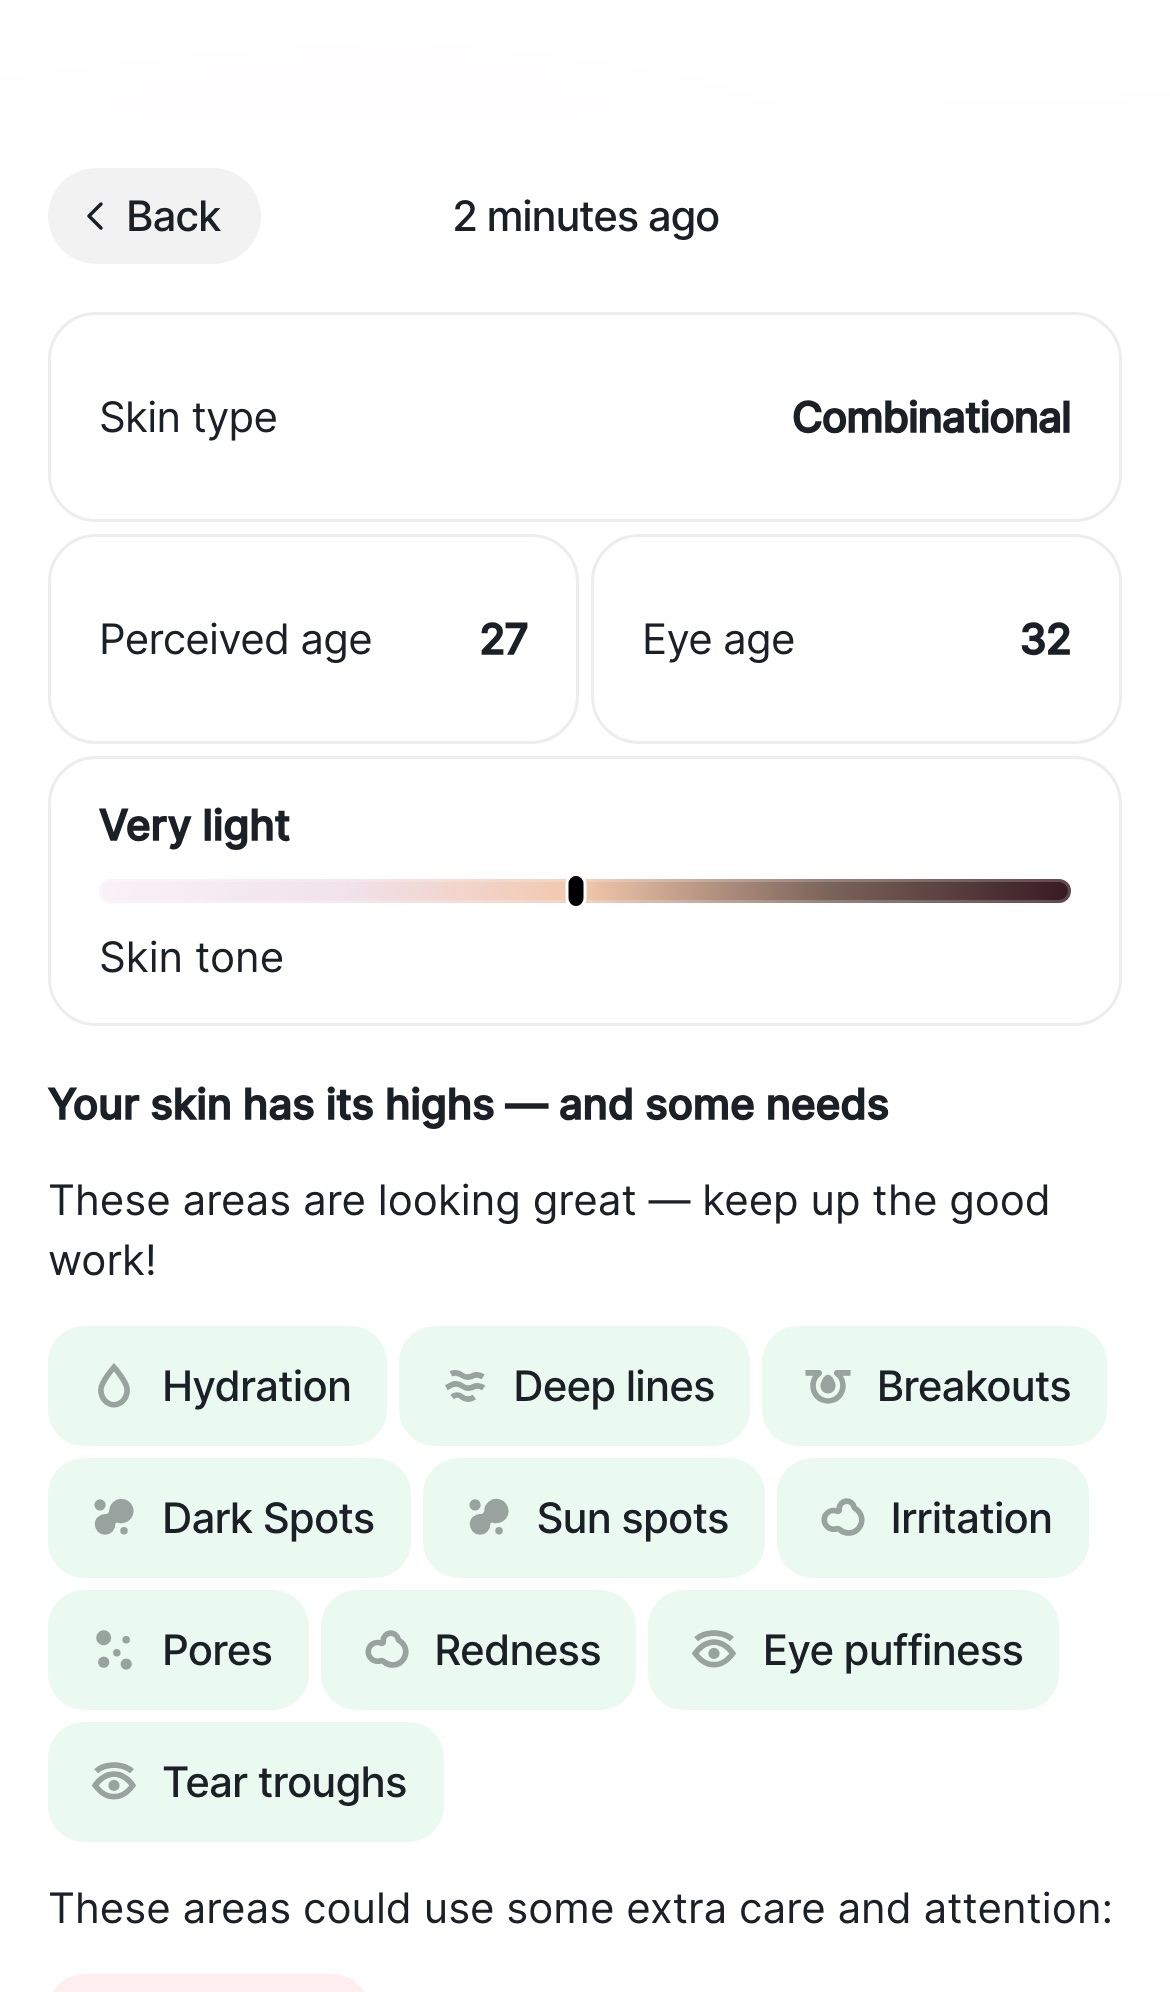 Back
2 minutes ago
Skin type
Combinational
Perceived age
27
Eye age
32
Very light
Skin tone
Your skin has its highs — and some needs
These areas are looking great — keep up the good
work!
Hydration
Deep lines
Breakouts
Dark Spots
Sun spots
Irritation
Pores
Redness
Eye puffiness
Tear troughs
These areas could use some extra care and attention: